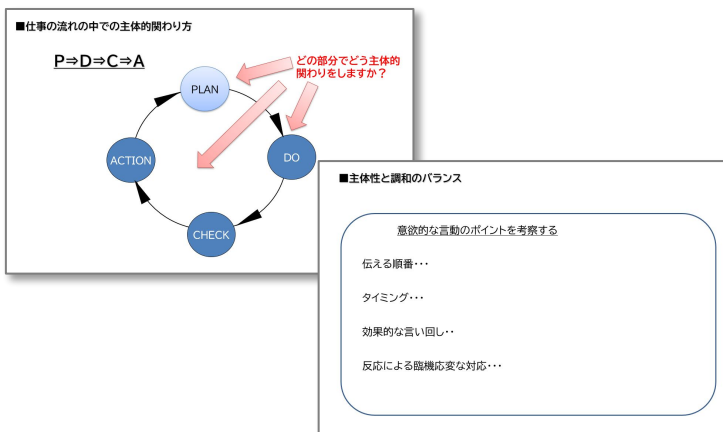 ■仕事の流れの中での主体的関わり方
P⇒D⇒C⇒A
どの部分でどう主体的
関わりをしますか？
PLAN
DO
ACTION
CHECK
■主体性と調和のバランス
意欲的な言動のポイントを考察する
伝える順番･･･
タイミング･･･
効果的な言い回し･･
反応による臨機応変な対応･･･